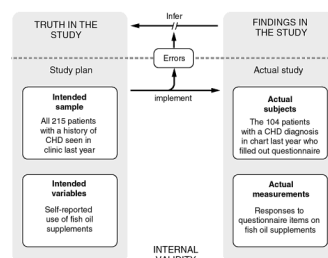 Infer
TRUTH IN THE
STUDY
FINDINGS IN
THE STUDY
Errors
Study plan
Actual study
implement
Intended
sample
All 215 patients
with a history of
CHD seen in
clinic last year
Actual
subjects
The 104 patients
with a CHD diagnosis
in chart last year who
filled out questionnaire
Intended
variables
Self-reported
use of fish oil
supplements
Actual
measurements
Responses to
questionnaire items on
fish oil supplements
INTERNAL
VALIDITY